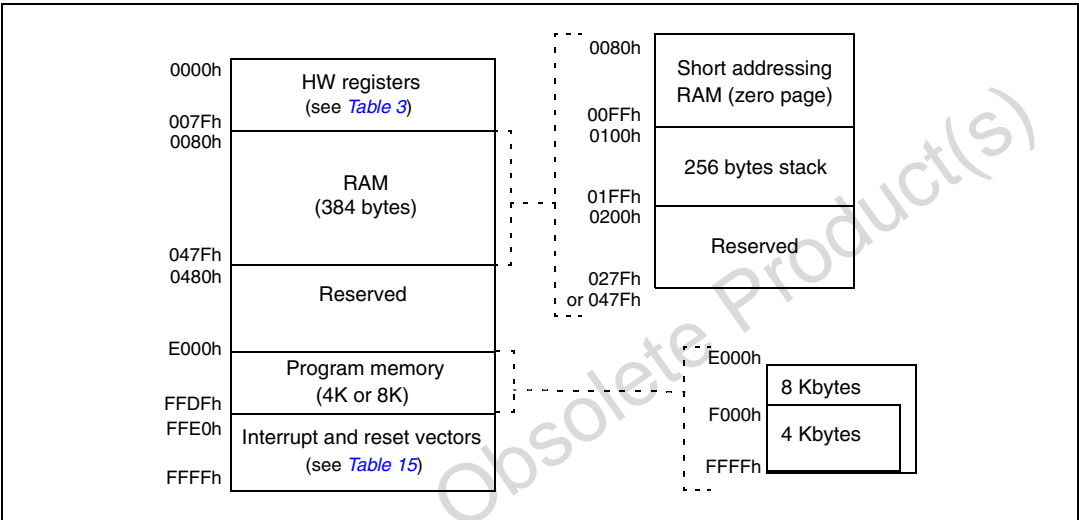 0000h
HW registers
(see Table 3)
007Fh
0080h
RAM
(384 bytes)
047Fh
0480h
Reserved
E000h
Program memory
(4K or 8K)
FFDFh
FFE0h
Interrupt and reset vectors
(see Table 15)
FFFFh
0080h
Short addressing
RAM (zero page)
00FFh
0100h
256 bytes stack
01FFh
0200h
Reserved
027Fh
or 047Fh
E000h
8 Kbytes
F000h
4 Kbytes
FFFFh
Obsolete Product(s)